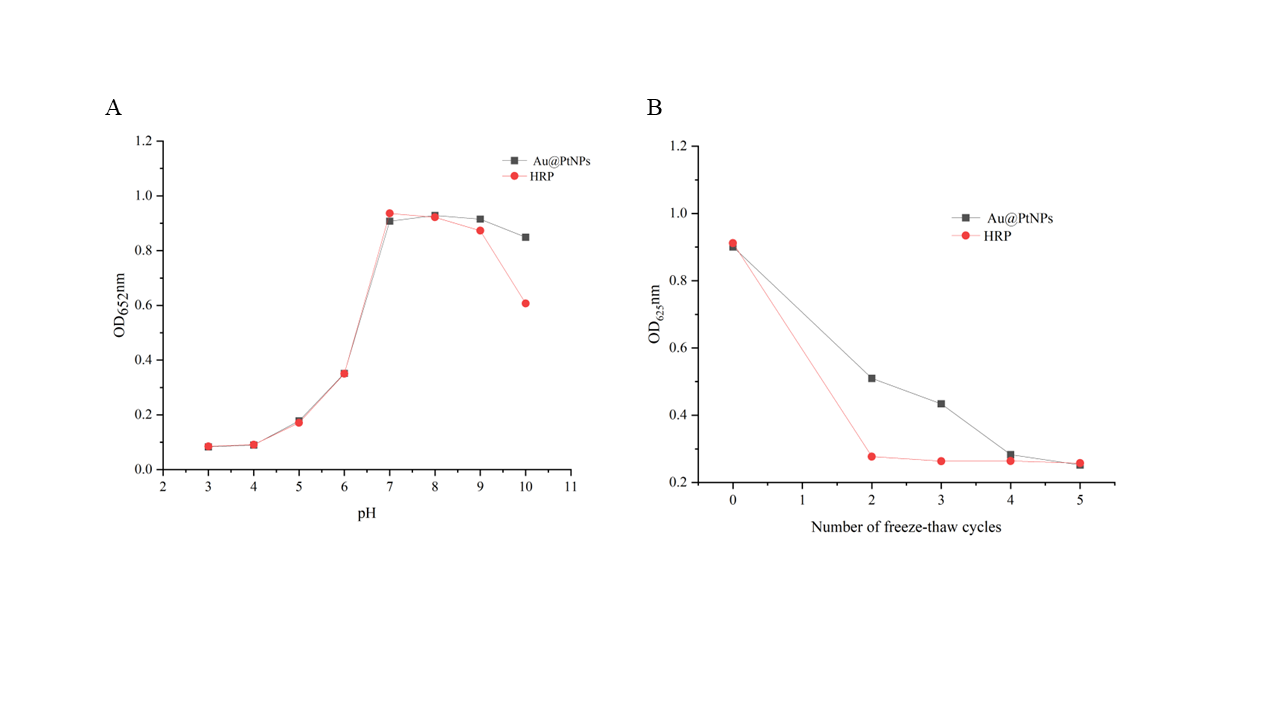 A
1.2
1.0
0.8
0.6
0.4
0.2
0.0
OD652nm
2 3 4 5 6 7 8 9 10 11
pH
Au@PtNPs
HRP
B
1.2
1.0
0.8
0.6
0.4
0.2
OD625nm
0 1 2 3 4 5
Number of freeze-thaw cycles
Au@PtNPs
HRP